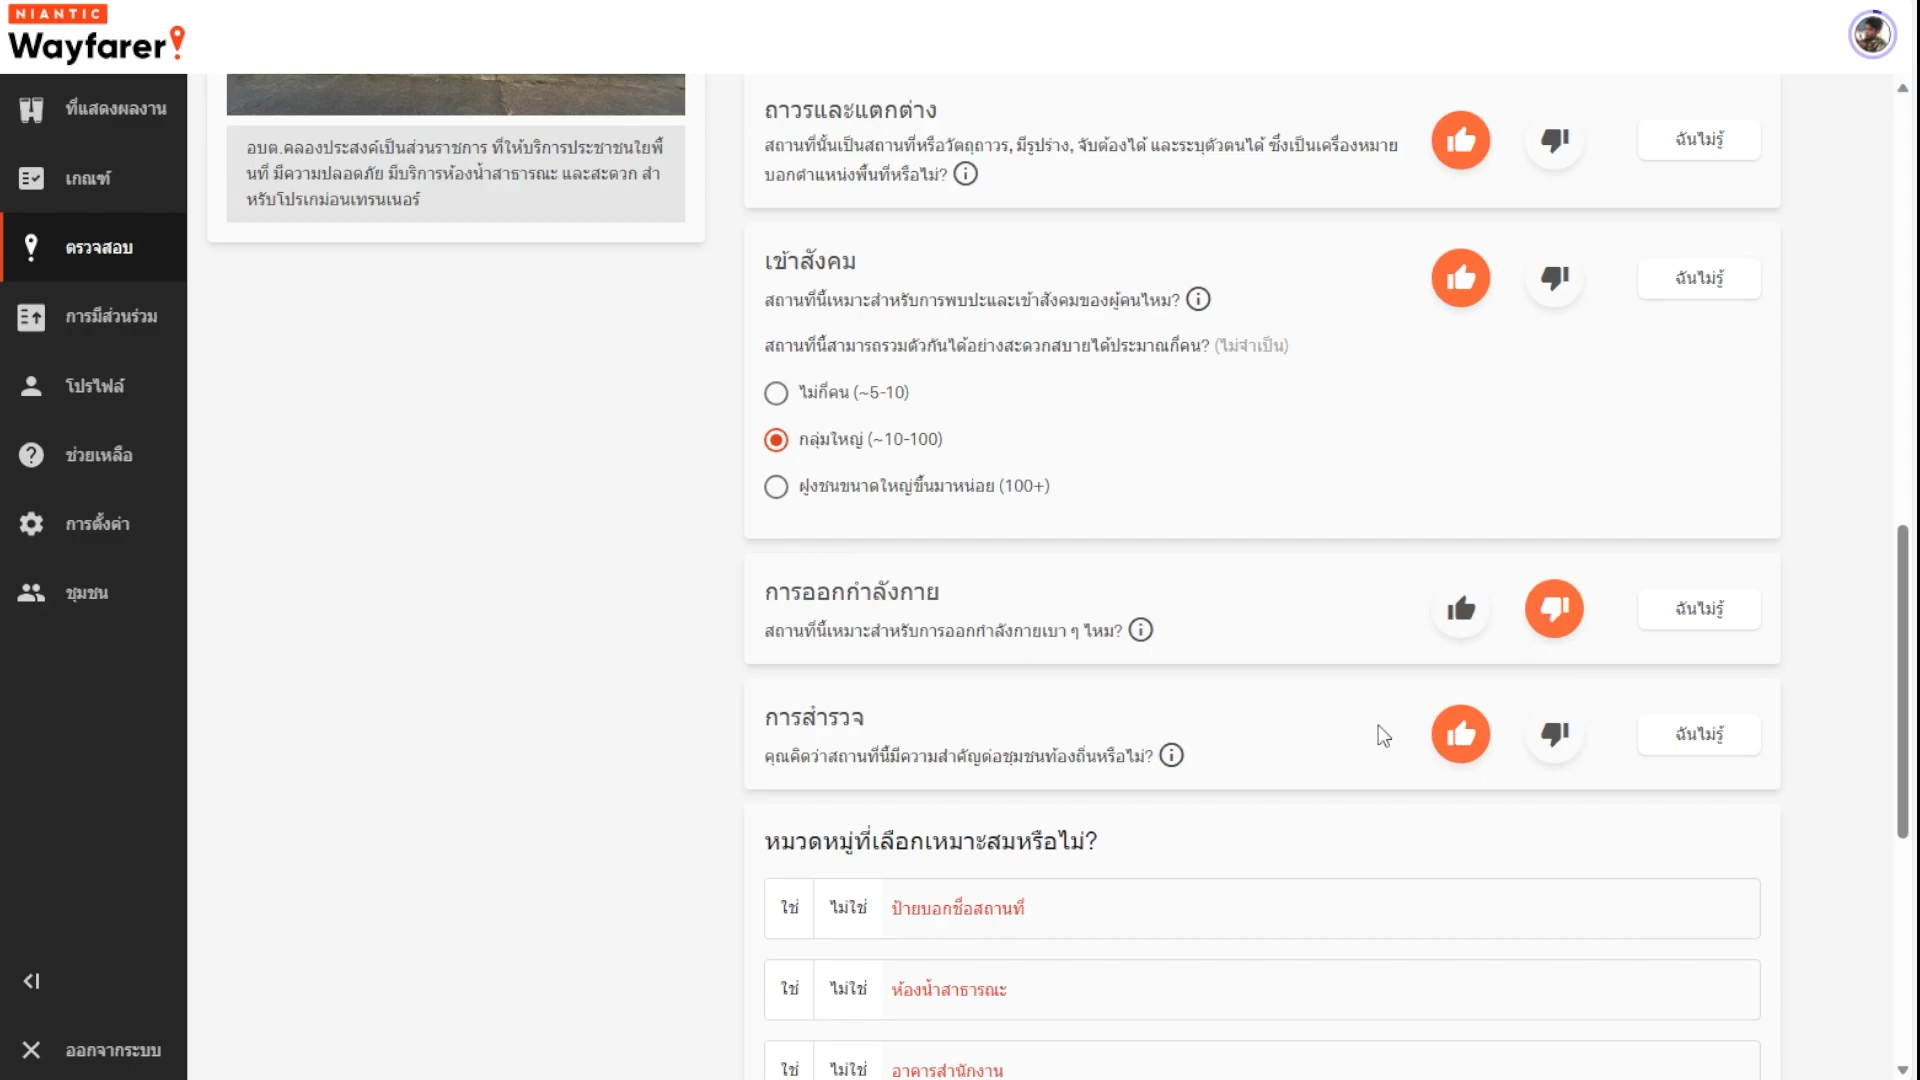 NIANTIC
Wayfarer
ที่แสดงผลงาน
เกณฑ์
ตรวจสอบ
การมีส่วนร่วม
โปรไฟล์
ช่วยเหลือ
การตั้งค่า
ชุมชน
ออกจากระบบ
อบต.คลองประสงค์เป็นส่วนราชการ ที่ให้บริการประชาชนใยพื้
นที่ มีความปลอดภัย มีบริการห้องน้ำสาธารณะ และสะดวก สำ
หรับโปรเกม่อนเทรนเนอร์
ถาวรและแตกต่าง
สถานที่นั้นเป็นสถานที่หรือวัตถุถาวร, มีรูปร่าง, จับต้องได้ และระบุตัวตนได้ ซึ่งเป็นเครื่องหมาย
บอกตำแหน่งพื้นที่หรือไม่?
ฉันไม่รู้
เข้าสังคม
สถานที่นี้เหมาะสำหรับการพบปะและเข้าสังคมของผู้คนไหม?
ฉันไม่รู้
สถานที่นี้สามารถรวมตัวกันได้อย่างสะดวกสบายได้ประมาณกี่คน? (ไม่จำเป็น)
ไม่กี่คน (~5-10)
กลุ่มใหญ่ (~10-100)
ฝูงชนขนาดใหญ่ขึ้นมาหน่อย (100+)
การออกกำลังกาย
สถานที่นี้เหมาะสำหรับการออกกำลังกายเบา ๆ ไหม?
ฉันไม่รู้
การสำรวจ
คุณคิดว่าสถานที่นี้มีความสำคัญต่อชุมชนท้องถิ่นหรือไม่?
ฉันไม่รู้
หมวดหมู่ที่เลือกเหมาะสมหรือไม่?
ใช่ ไม่ใช่ ป้ายบอกชื่อสถานที่
ใช่ ไม่ใช่ ห้องน้ำสาธารณะ
ใช่ ไม่ใช่ อาคารสำนักงาน